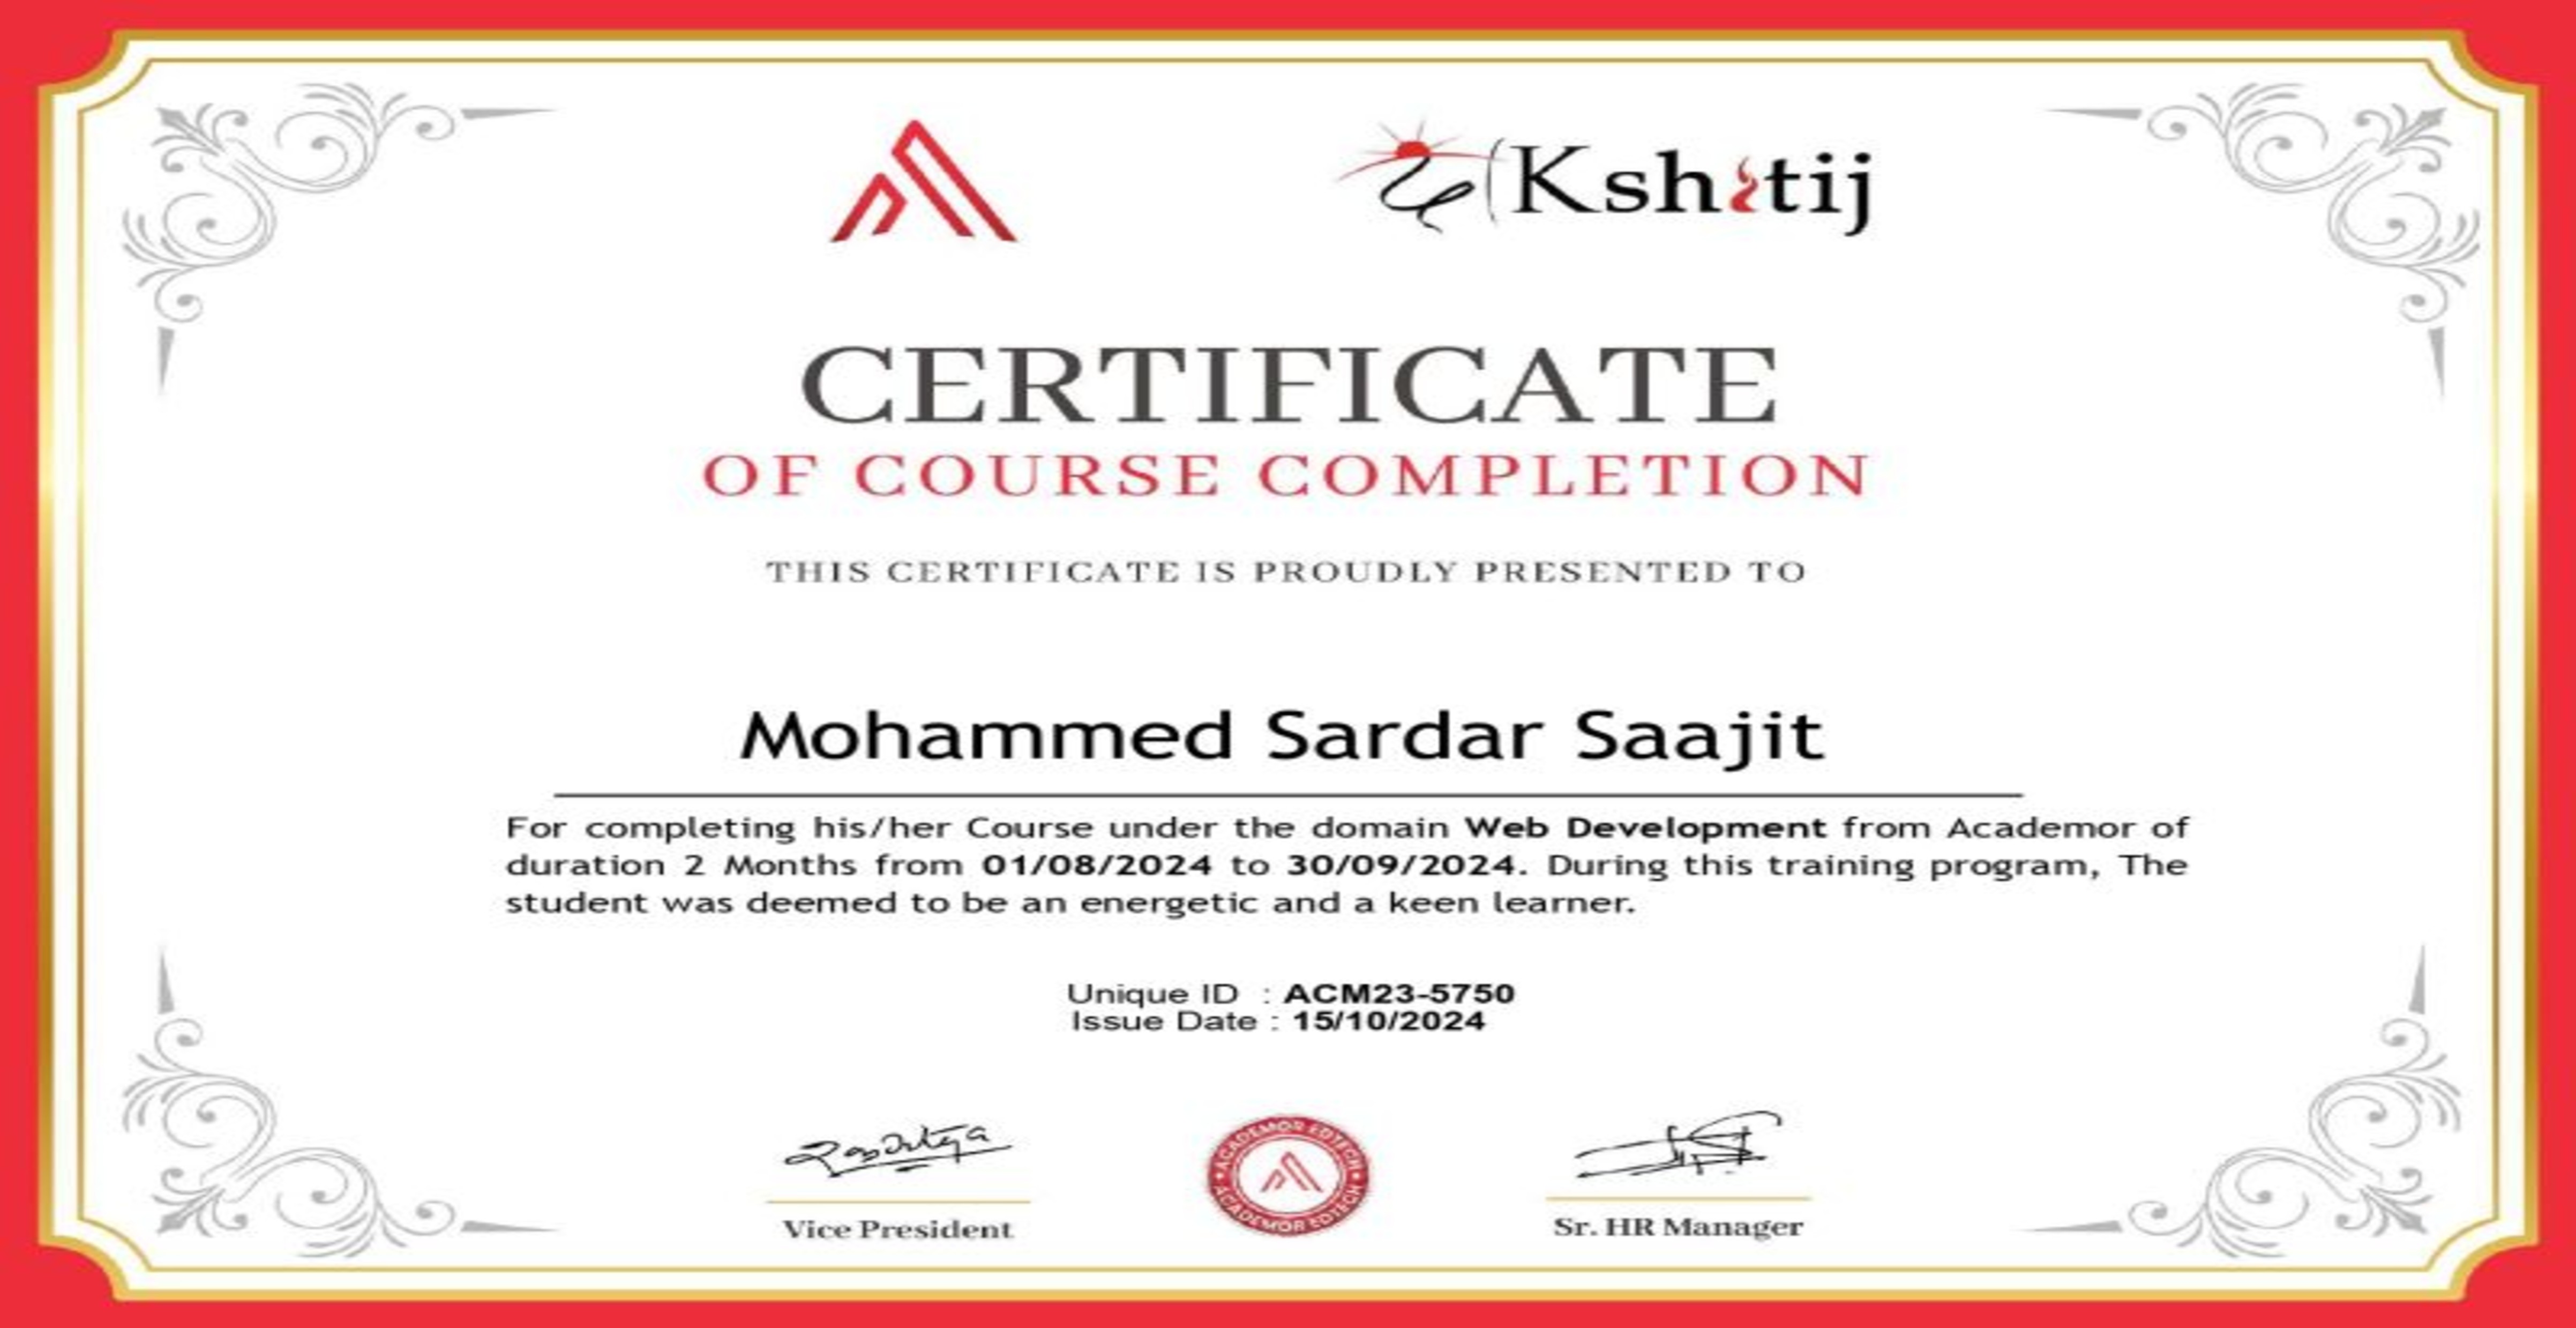 Kshitij
CERTIFICATE
OF COURSE COMPLETION
THIS CERTIFICATE IS PROUDLY PRESENTED TO
Mohammed Sardar Saajit
For completing his/her Course under the domain Web Development from Academor of
duration 2 Months from 01/08/2024 to 30/09/2024. During this training program, The
student was deemed to be an energetic and a keen learner.
Unique ID : ACM23-5750
Issue Date : 15/10/2024
ACADEMOR EDTECH
ACADEMOR EDTECH
Vice President
Sr. HR Manager